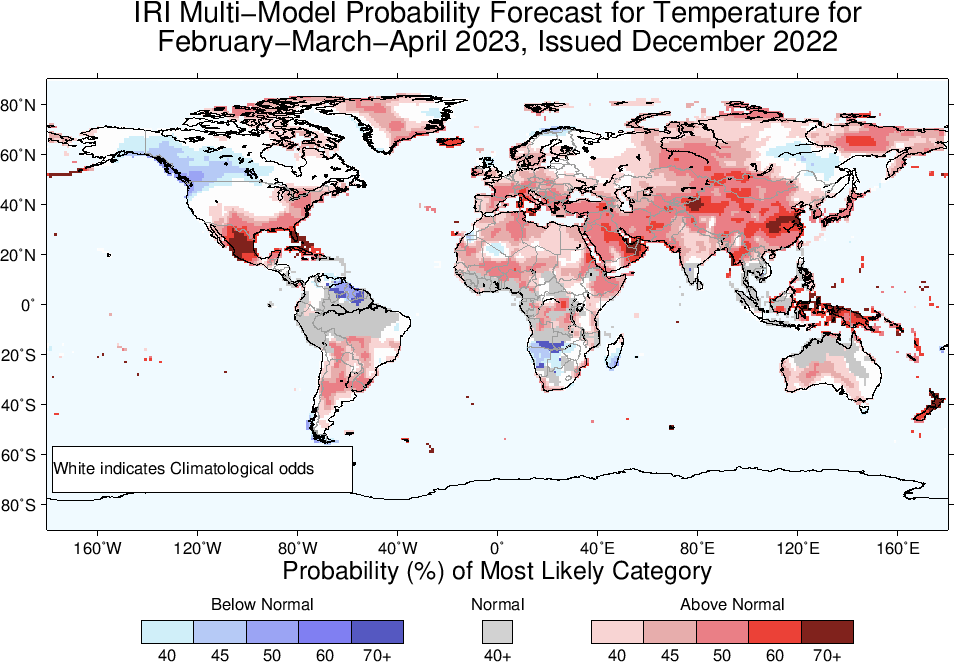 IRI Multi−Model Probability Forecast for Temperature for
February−March−April 2023, Issued December 2022
80˚N
60˚N
40˚N
20˚N
0˚
20˚S
40˚S
60˚S
80˚S
White indicates Climatological odds
160˚W 120˚W 80˚W 40˚W 0˚ 40˚E 80˚E 120˚E 160˚E
Probability (%) of Most Likely Category
Below Normal Normal Above Normal
40 45 50 60 70+ 40+ 40 45 50 60 70+